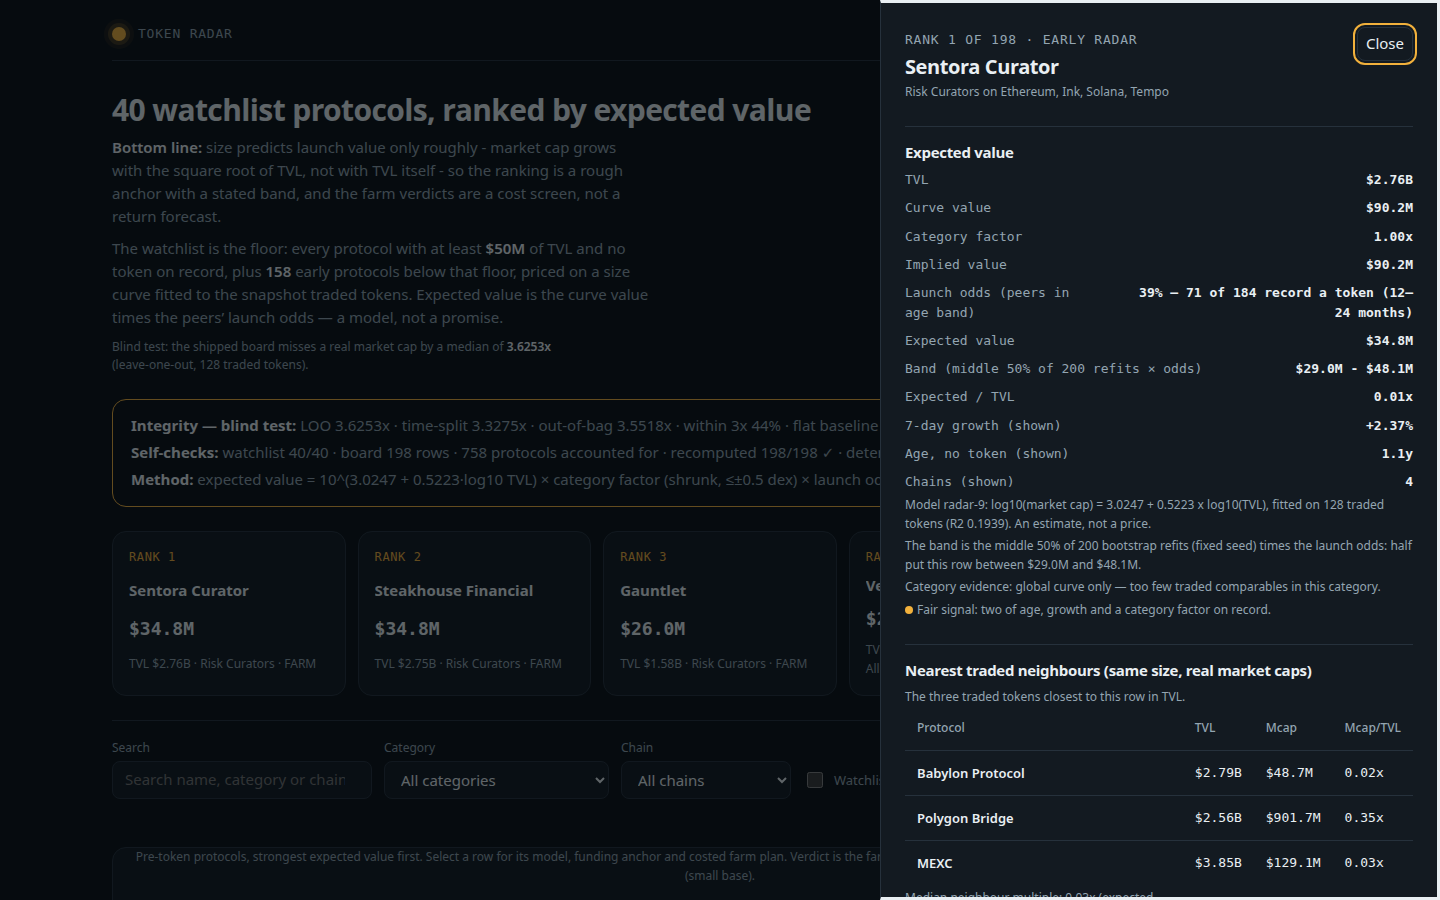 TOKEN RADAR
40 watchlist protocols, ranked by expected value
Bottom line: size predicts launch value only roughly - market cap grows
with the square root of TVL, not with TVL itself - so the ranking is a rough
anchor with a stated band, and the farm verdicts are a cost screen, not a
return forecast.
The watchlist is the floor: every protocol with at least $50M of TVL and no
token on record, plus 158 early protocols below that floor, priced on a size
curve fitted to the snapshot traded tokens. Expected value is the curve value
times the peers' launch odds — a model, not a promise.
Blind test: the shipped board misses a real market cap by a median of 3.6253x
(leave-one-out, 128 traded tokens).
Integrity — blind test: LOO 3.6253x · time-split 3.3275x · out-of-bag 3.5518x · within 3x 44% · flat baseline
Self-checks: watchlist 40/40 · board 198 rows · 758 protocols accounted for · recomputed 198/198 ✓ · deter
Method: expected value = 10^(3.0247 + 0.5223·log10 TVL) × category factor (shrunk, ≤±0.5 dex) × launch od
RANK 1
Sentora Curator
$34.8M
TVL $2.76B · Risk Curators · FARM
RANK 2
Steakhouse Financial
$34.8M
TVL $2.75B · Risk Curators · FARM
RANK 3
Gauntlet
$26.0M
TVL $1.58B · Risk Curators · FARM
RA
Ve
$2
TV
All
Search
Search name, category or chain
Category
All categories
Chain
All chains
Watchlis
Pre-token protocols, strongest expected value first. Select a row for its model, funding anchor and costed farm plan. Verdict is the far
(small base).
RANK 1 OF 198 · EARLY RADAR
Sentora Curator
Risk Curators on Ethereum, Ink, Solana, Tempo
Close
Expected value
TVL $2.76B
Curve value $90.2M
Category factor 1.00x
Implied value $90.2M
Launch odds (peers in age band) 39% — 71 of 184 record a token (12–24 months)
Expected value $34.8M
Band (middle 50% of 200 refits × odds) $29.0M - $48.1M
Expected / TVL 0.01x
7-day growth (shown) +2.37%
Age, no token (shown) 1.1y
Chains (shown) 4
Model radar-9: log10(market cap) = 3.0247 + 0.5223 x log10(TVL), fitted on 128 traded
tokens (R2 0.1939). An estimate, not a price.
The band is the middle 50% of 200 bootstrap refits (fixed seed) times the launch odds: half
put this row between $29.0M and $48.1M.
Category evidence: global curve only — too few traded comparables in this category.
Fair signal: two of age, growth and a category factor on record.
Nearest traded neighbours (same size, real market caps)
The three traded tokens closest to this row in TVL.
Protocol TVL Mcap Mcap/TVL
Babylon Protocol $2.79B $48.7M 0.02x
Polygon Bridge $2.56B $901.7M 0.35x
MEXC $3.85B $129.1M 0.03x
Median neighbour multiple: 0.03x (expected